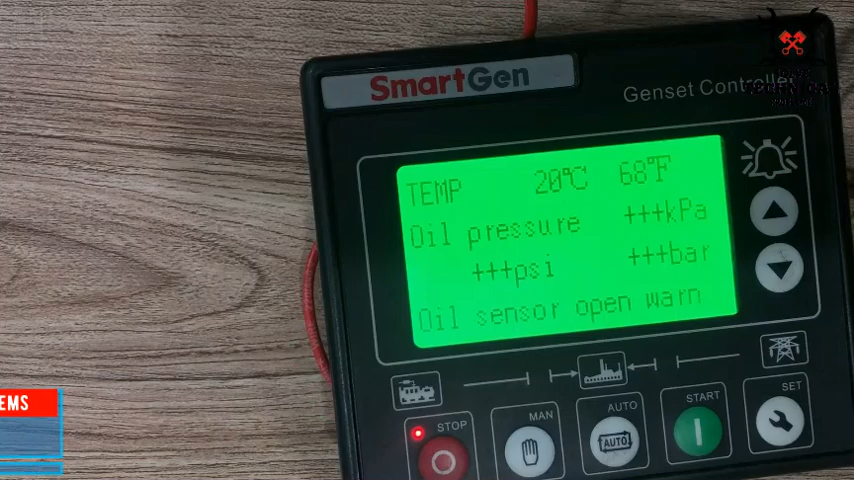 SmartGen
Genset Controller
TEMP 20℃ 68℉
Oil pressure +++kPa
+++psi +++bar
Oil sensor open warn
STOP
MAN
AUTO
START
SET
AUTO
EMS